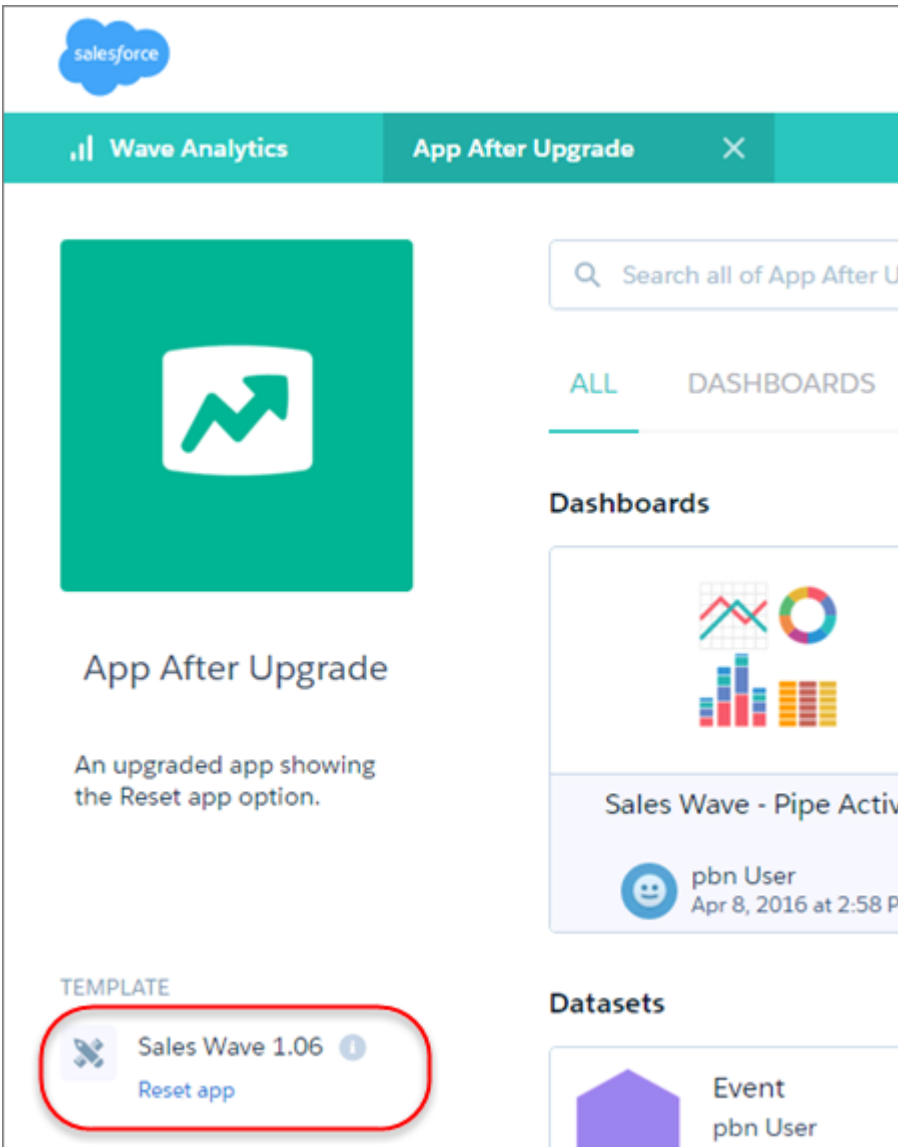 salesforce
Wave Analytics
App After Upgrade
Search all of App After U
ALL
DASHBOARDS
Dashboards
App After Upgrade
An upgraded app showing
the Reset app option.
Sales Wave - Pipe Activ
pbn User
Apr 8, 2016 at 2:58 P
TEMPLATE
Sales Wave 1.06
Reset app
Datasets
Event
pbn User